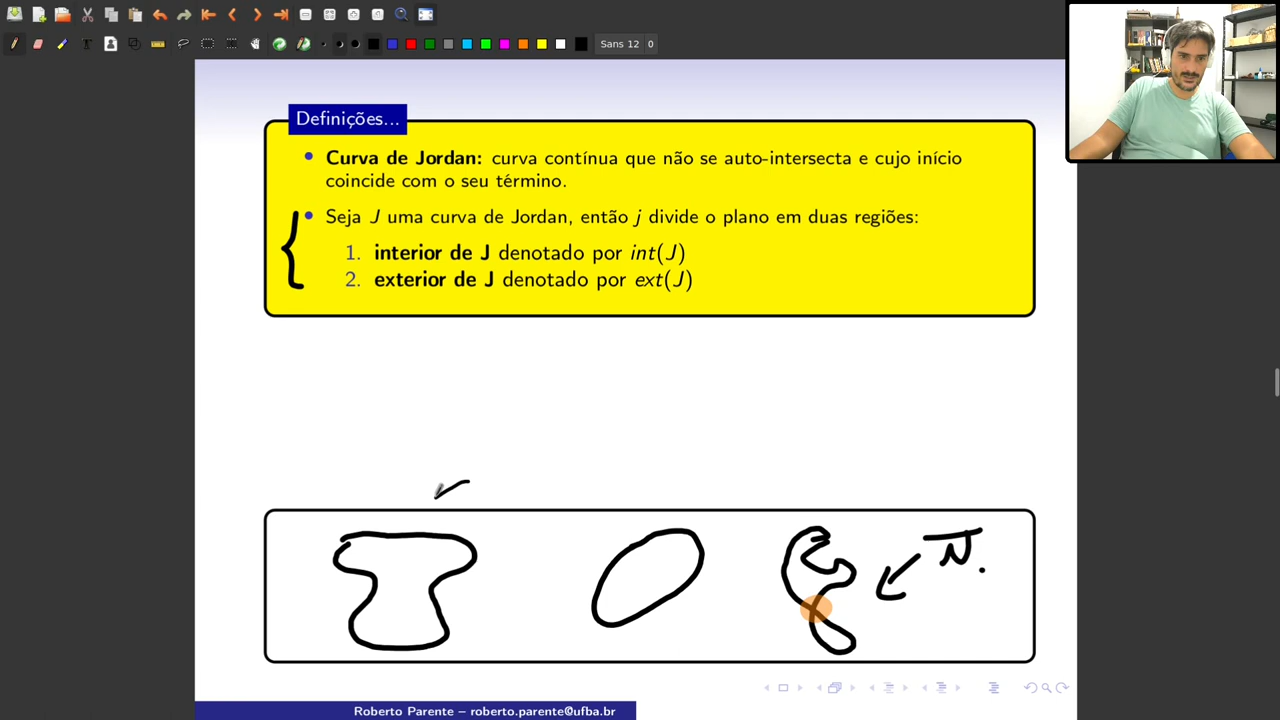 Sans 12 0
Definições...
• Curva de Jordan: curva contínua que não se auto-intersecta e cujo início
coincide com o seu término.
• Seja J uma curva de Jordan, então j divide o plano em duas regiões:
1. interior de J denotado por int(J)
2. exterior de J denotado por ext(J)
N.
Roberto Parente – roberto.parente@ufba.br